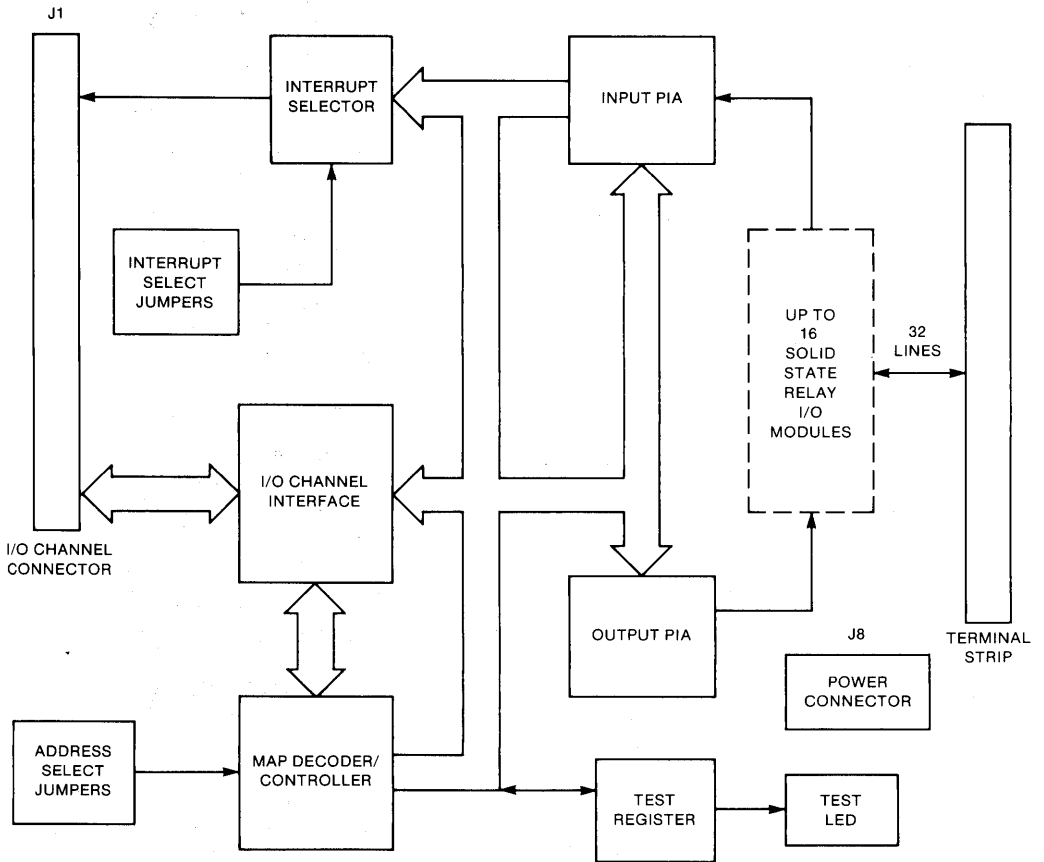 J1
INTERRUPT
SELECTOR
INPUT PIA
INTERRUPT
SELECT
JUMPERS
UP TO
16
SOLID
STATE
RELAY
I/O
MODULES
32
LINES
I/O CHANNEL
INTERFACE
I/O CHANNEL
CONNECTOR
OUTPUT PIA
TERMINAL
STRIP
J8
POWER
CONNECTOR
ADDRESS
SELECT
JUMPERS
MAP DECODER/
CONTROLLER
TEST
REGISTER
TEST
LED